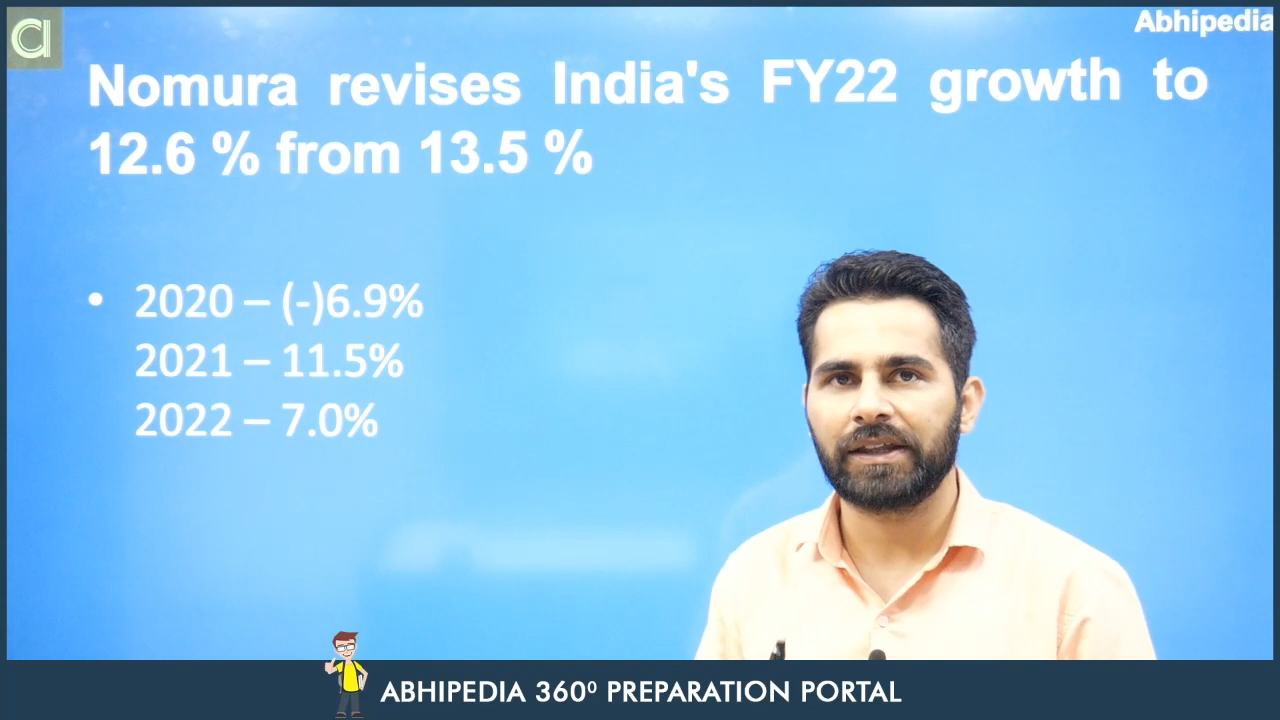 Abhipedia
Nomura revises India's FY22 growth to
12.6 % from 13.5 %
• 2020 – (-)6.9%
2021 – 11.5%
2022 – 7.0%
ABHIPEDIA 360⁰ PREPARATION PORTAL